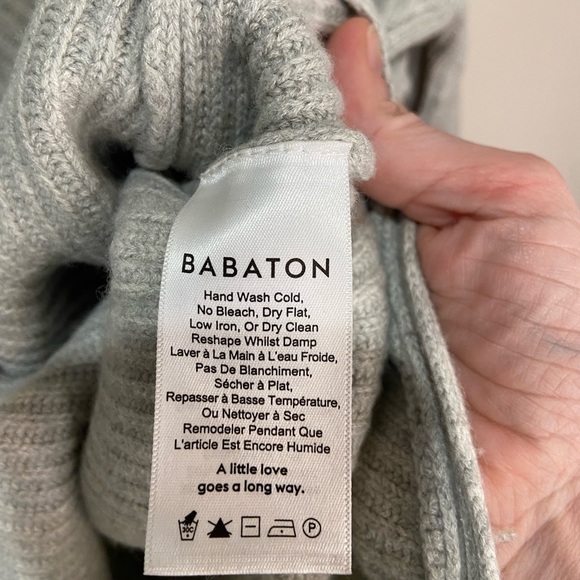 BABATON
Hand Wash Cold,
No Bleach, Dry Flat,
Low Iron, Or Dry Clean
Reshape Whilst Damp
Laver à La Main à L'eau Froide,
Pas De Blanchiment,
Sécher à Plat,
Repasser à Basse Température,
Ou Nettoyer à Sec
Remodeler Pendant Que
L'article Est Encore Humide
A little love
goes a long way.
30C P